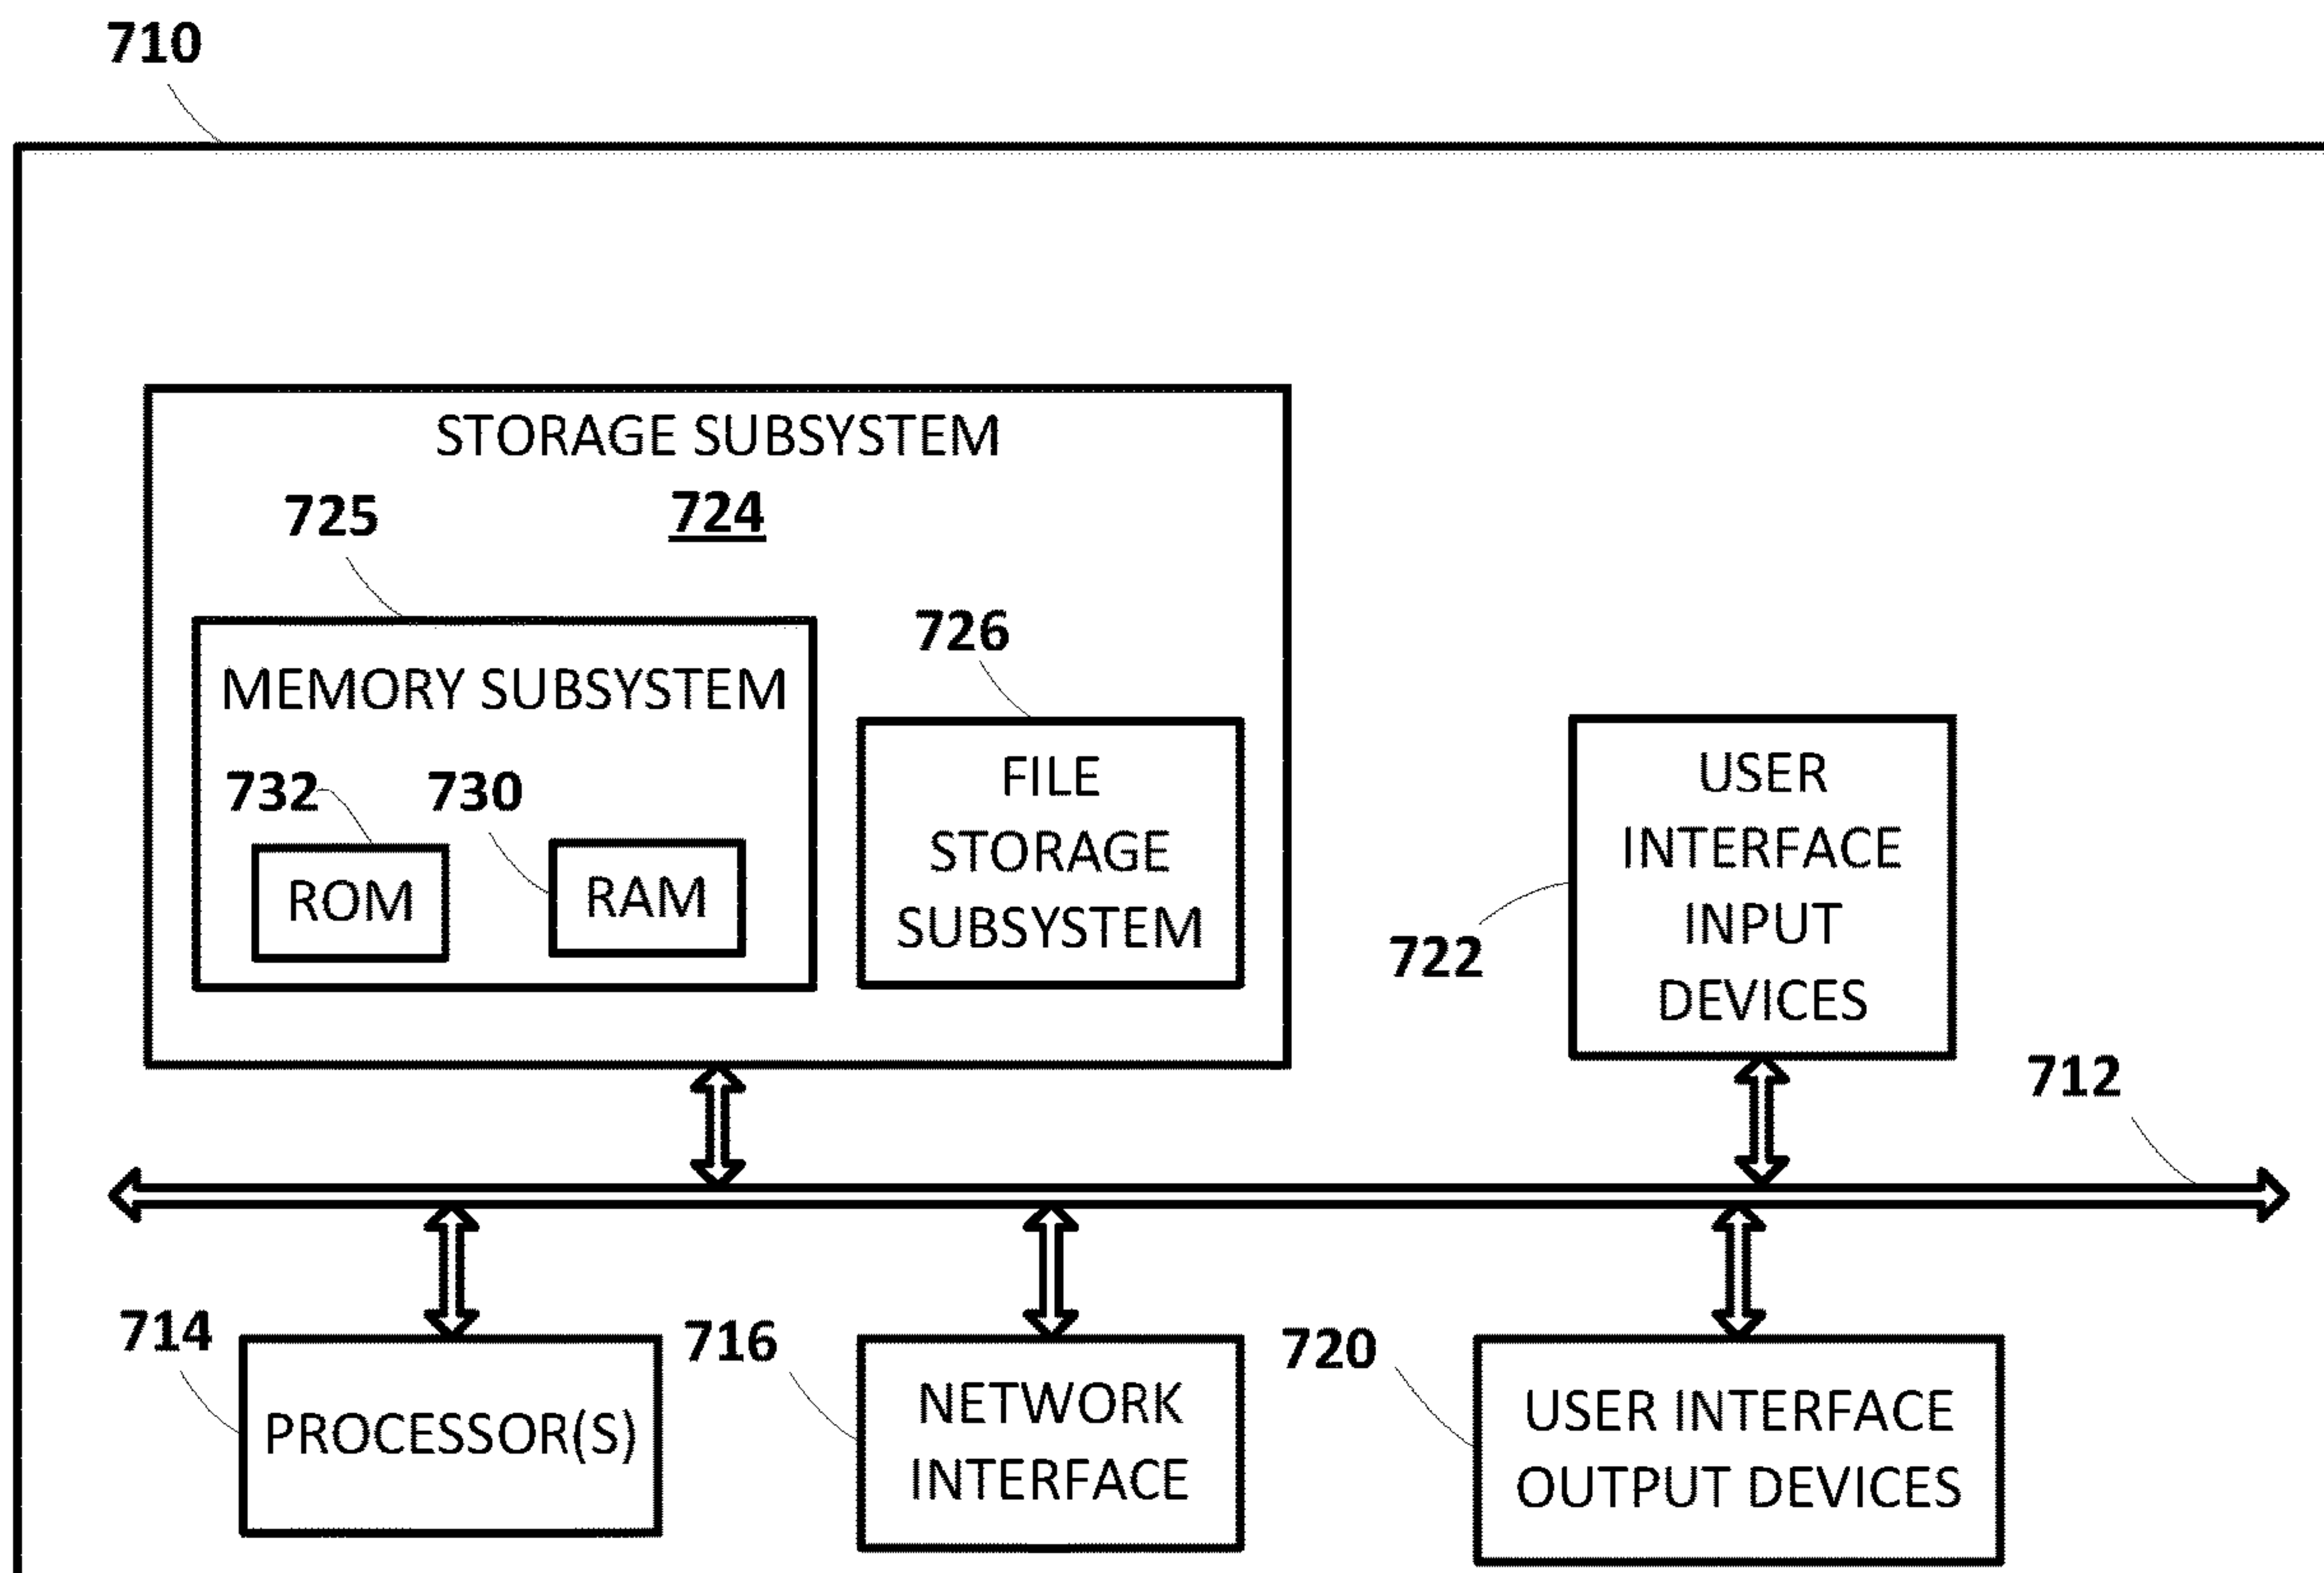 710
STORAGE SUBSYSTEM
725
724
726
MEMORY SUBSYSTEM
732
730
ROM
RAM
FILE
STORAGE
SUBSYSTEM
USER
INTERFACE
INPUT
DEVICES
722
712
714
716
720
PROCESSOR(S)
NETWORK
INTERFACE
USER INTERFACE
OUTPUT DEVICES